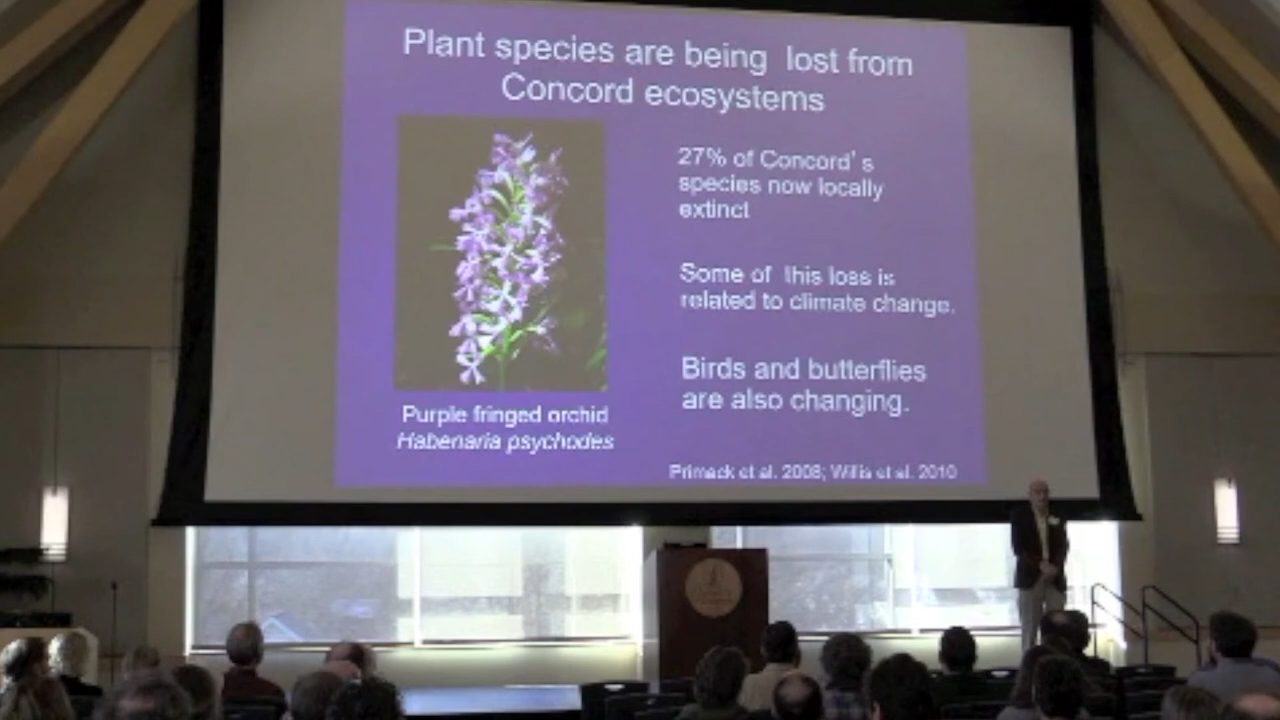 Plant species are being lost from
Concord ecosystems
27% of Concord's
species now locally
extinct
Some of this loss is
related to climate change.
Birds and butterflies
are also changing.
Purple fringed orchid
Habenaria psychodes
Primack et al. 2008; Willis et al. 2010